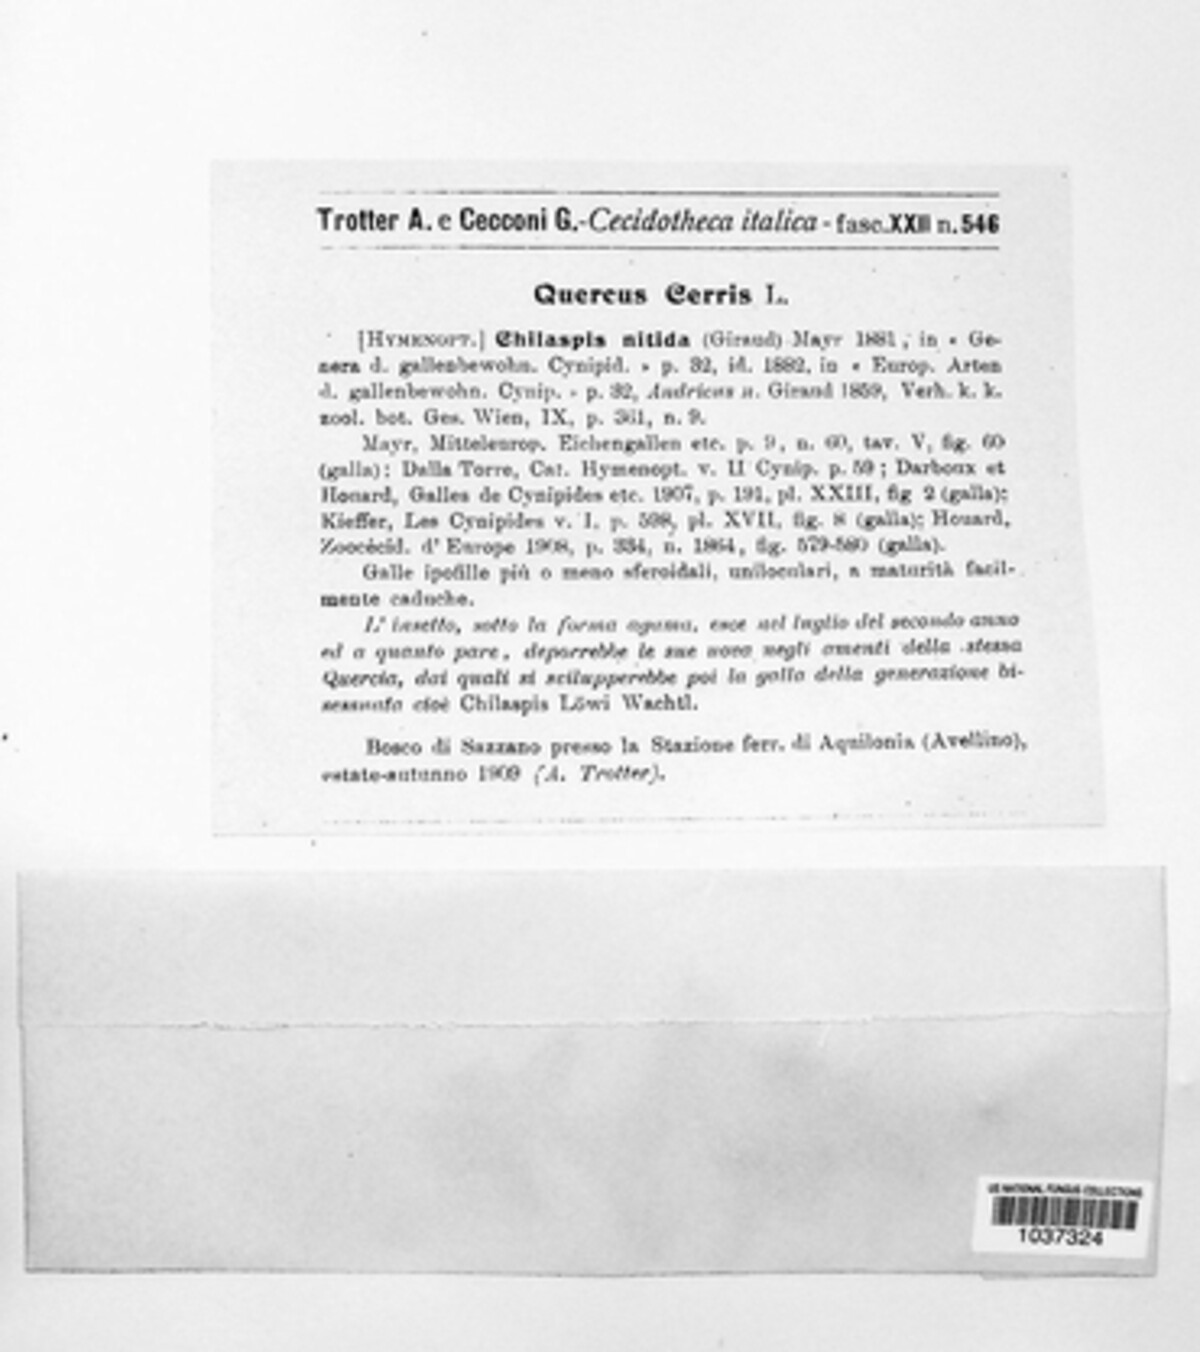 Trotter A. e Cecconi G.-Cecidotheca italica - fasc. XXII n. 546
Quercus Cerris L.
[HYMENOPT.] Chilaspis nitida (Giraud) Mayr 1881, in « Ge-
nera d. gallenbewohn. Cynipid. » p. 32, id. 1882, in « Europ. Arten
d. gallenbewohn. Cynip. » p. 32, Andricus n. Giraud 1859, Verh. k. k.
zool. bot. Ges. Wien, IX, p. 361, n. 9.
Mayr, Mitteleurop. Eichengallen etc. p. 9, n. 60, tav. V, fig. 60
(galla); Dalla Torre, Cat. Hymenopt. v. II Cynip. p. 59; Darboux et
Houard, Galles de Cynipides etc. 1907, p. 191, pl. XXIII, fig 2 (galla);
Kieffer, Les Cynipides v. I, p. 598, pl. XVII, fig. 8 (galla); Houard,
Zoocécid. d' Europe 1908, p. 334, n. 1864, fig. 579-580 (galla).
Galle ipofille più o meno sferoidali, uniloculari, a maturità facil-
mente caduche.
L' insetto, sotto la forma agama, esce nel luglio del secondo anno
ed a quanto pare, deporrebbe le sue uova negli amenti della stessa
Quercia, dai quali si svilupperebbe poi la galla della generazione bi-
sessuata cioè Chilaspis Löwi Wachtl.
Bosco di Sazzano presso la Stazione ferr. di Aquilonia (Avellino),
estate-autunno 1909 (A. Trotter).
US NATIONAL FUNGUS COLLECTIONS
1037324